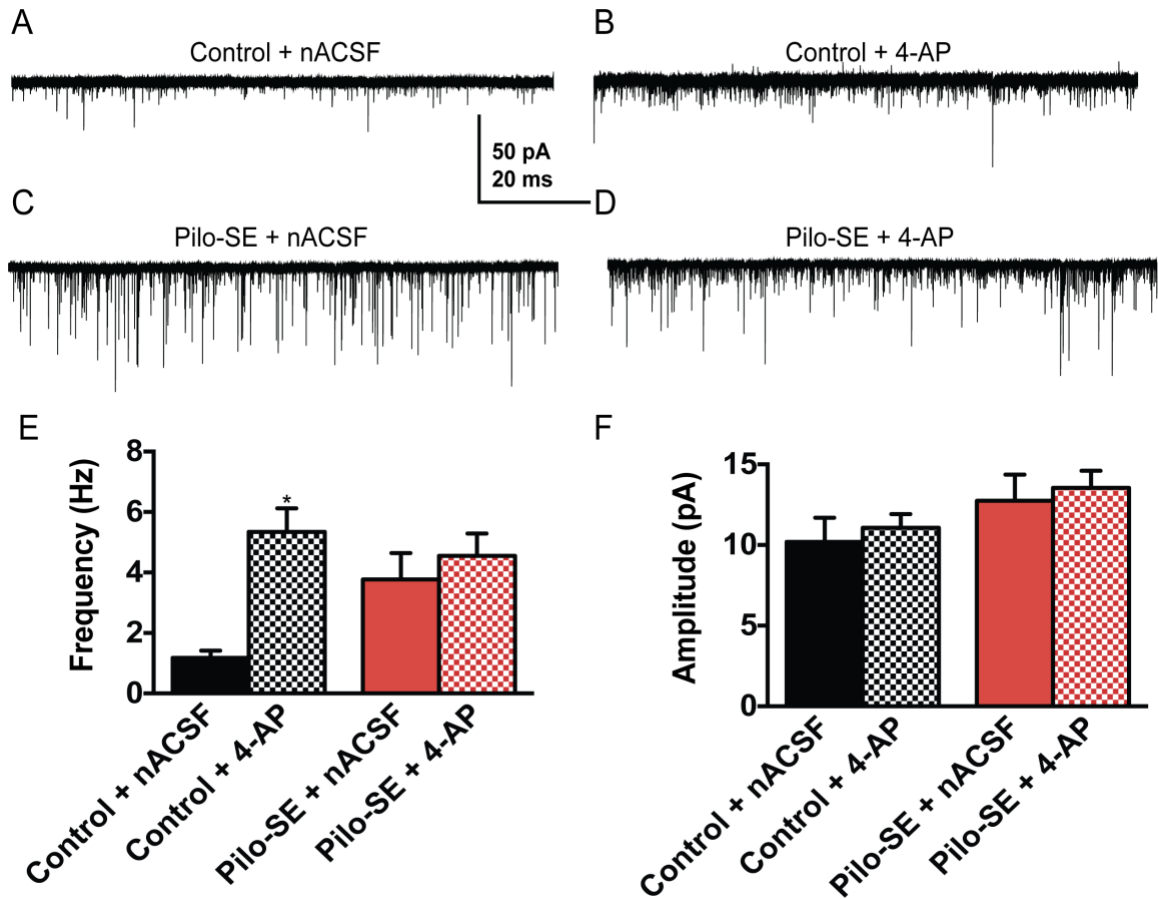 A
Control + nACSF
B
Control + 4-AP
50 pA
20 ms
C
Pilo-SE + nACSF
D
Pilo-SE + 4-AP
E
Frequency (Hz)
8
6
4
2
0
*
Control + nACSF
Control + 4-AP
Pilo-SE + nACSF
Pilo-SE + 4-AP
F
Amplitude (pA)
15
10
5
0
Control + nACSF
Control + 4-AP
Pilo-SE + nACSF
Pilo-SE + 4-AP